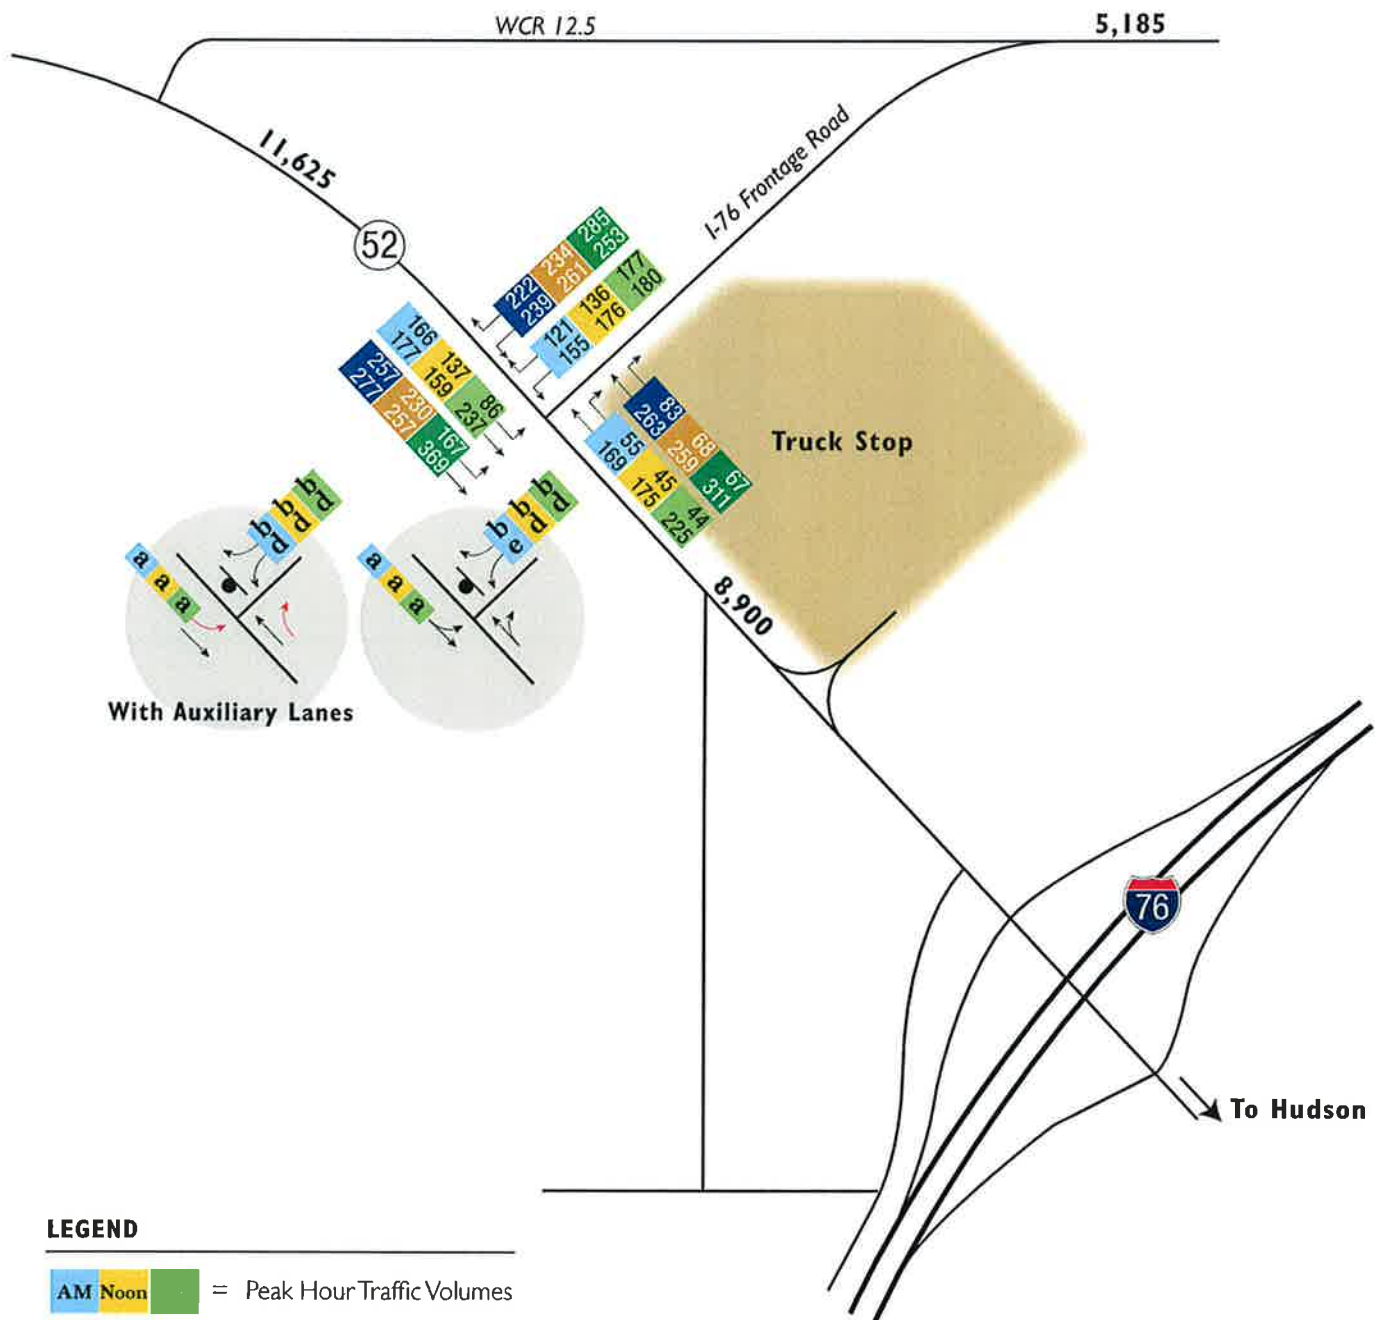 WCR 12.5
5,185
11,625
I-76 Frontage Road
52
222 234 285
239 261 253
121 136 177
155 176 180
166 137 86
177 159 237
257 230 167
277 257 369
83 68 67
263 259 311
55 45 44
169 175 225
Truck Stop
b b b
d d d
a a a
b b b
e d d
a a a
With Auxiliary Lanes
8,900
76
To Hudson
LEGEND
AM Noon = Peak Hour Traffic Volumes